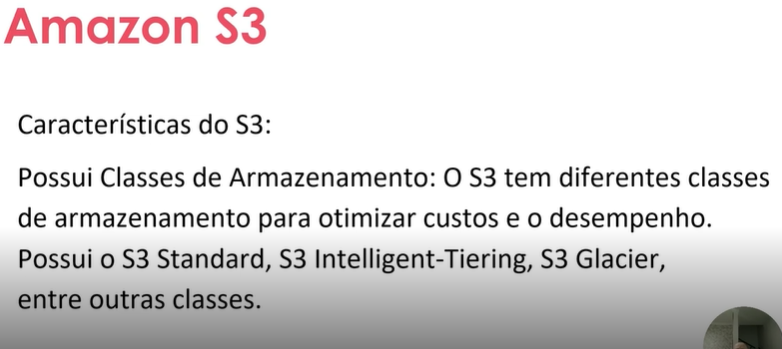 Amazon S3
Características do S3:
Possui Classes de Armazenamento: O S3 tem diferentes classes
de armazenamento para otimizar custos e o desempenho.
Possui o S3 Standard, S3 Intelligent-Tiering, S3 Glacier,
entre outras classes.